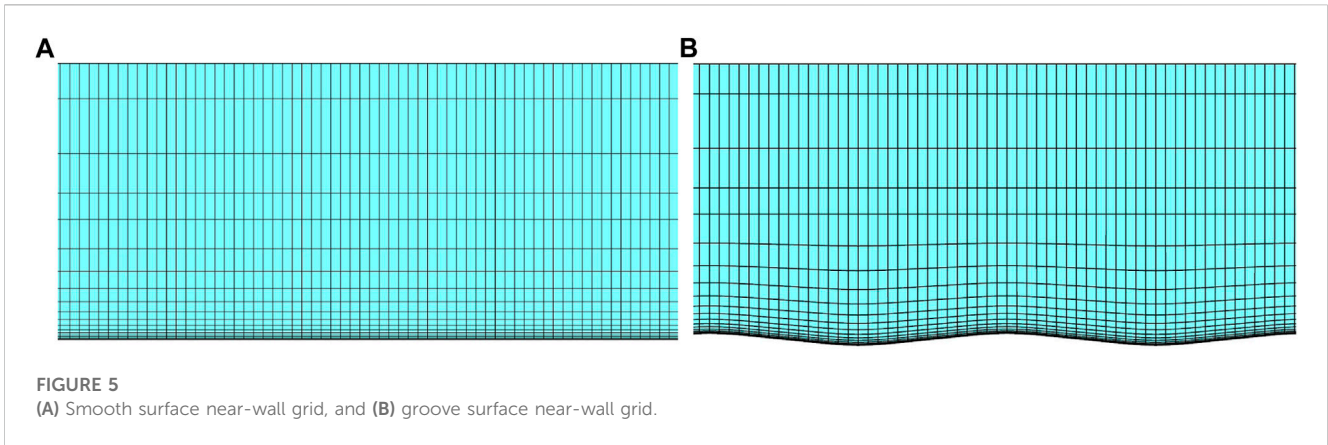 A
B
FIGURE 5
(A) Smooth surface near-wall grid, and (B) groove surface near-wall grid.